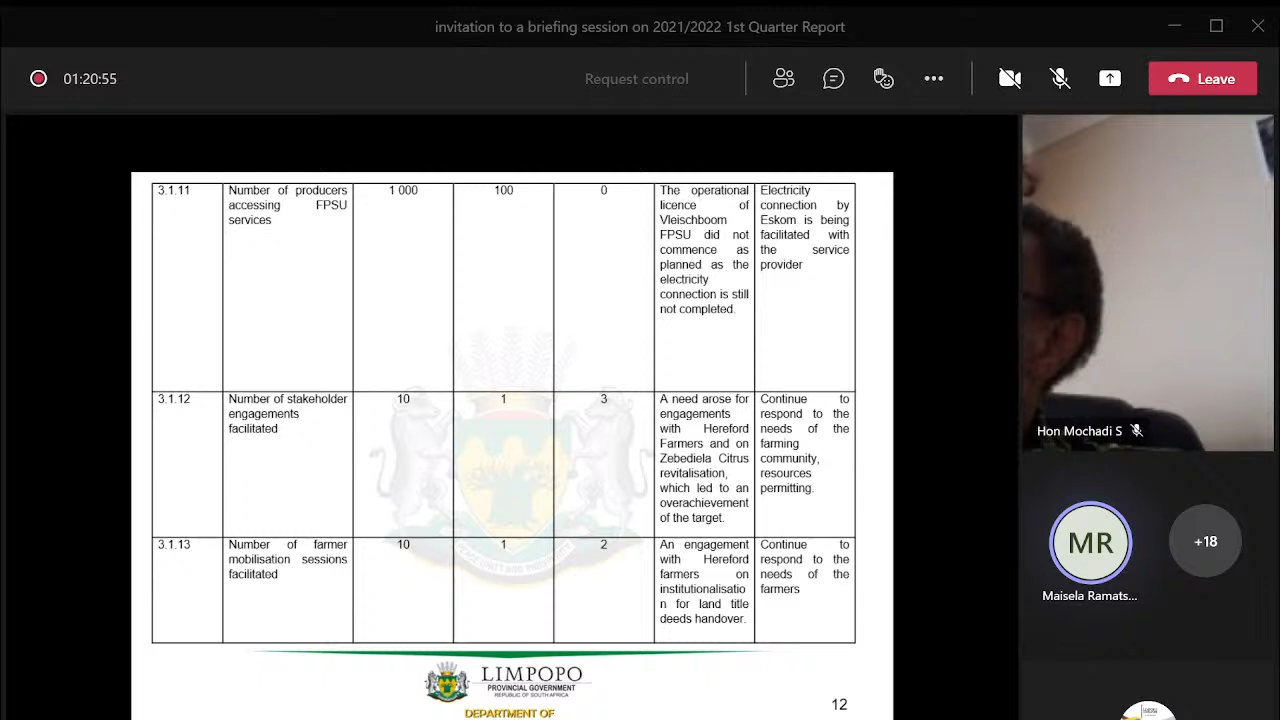 invitation to a briefing session on 2021/2022 1st Quarter Report
01:20:55
Request control
Leave
3.1.11
Number of producers
accessing FPSU
services
1 000
100
0
The operational
licence of
Vleischboom
FPSU did not
commence as
planned as the
electricity
connection is still
not completed.
Electricity
connection by
Eskom is being
facilitated with
the service
provider
3.1.12
Number of stakeholder
engagements
facilitated
10
1
3
A need arose for
engagements
with Hereford
Farmers and on
Zebediela Citrus
revitalisation,
which led to an
overachievement
of the target.
Continue to
respond to the
needs of the
farming
community,
resources
permitting.
3.1.13
Number of farmer
mobilisation sessions
facilitated
10
1
2
An engagement
with Hereford
farmers on
institutionalisatio
n for land title
deeds handover.
Continue to
respond to the
needs of the
farmers
LIMPOPO
PROVINCIAL GOVERNMENT
REPUBLIC OF SOUTH AFRICA
DEPARTMENT OF
12
Hon Mochadi S
MR
Maisela Ramats...
+18